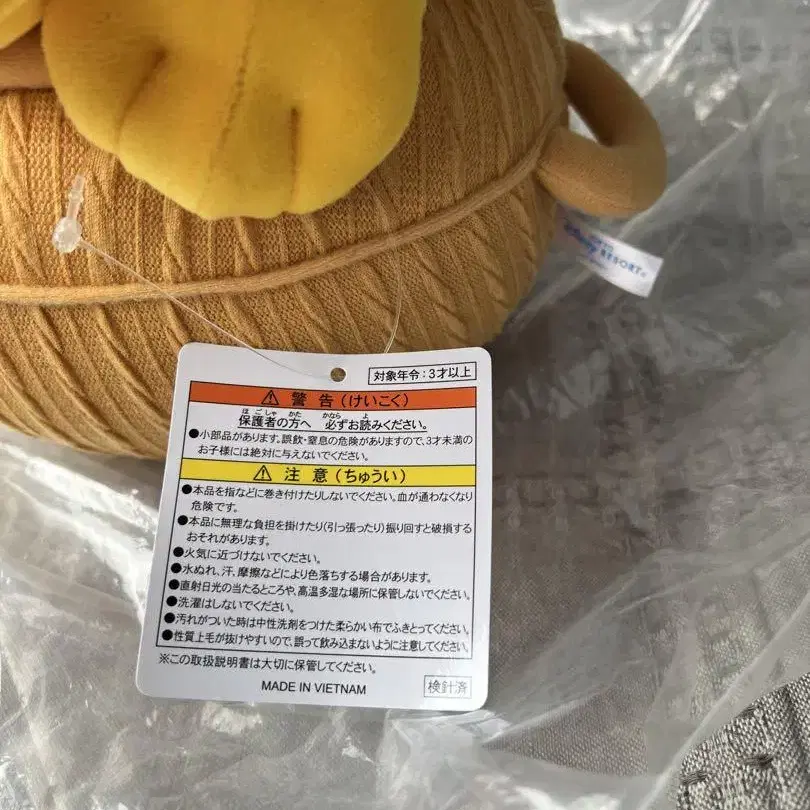 RESORT
対象年令：3才以上
⚠ 警告（けいこく）
ほごしゃ かた かなら よ
保護者の方へ 必ずお読みください。
●小部品があります。誤飲・窒息の危険がありますので、3才未満の
お子様には絶対に与えないでください。
⚠ 注意（ちゅうい）
●本品を指などに巻き付けたりしないでください。血が通わなくなり
危険です。
●本品に無理な負担を掛けたり（引っ張ったり）振り回すと破損する
おそれがあります。
●火気に近づけないでください。
●水ぬれ、汗、摩擦などにより色落ちする場合があります。
●直射日光の当たるところや、高温多湿な場所に保管しないでください。
●洗濯はしないでください。
●汚れがついた時は中性洗剤をつけた柔らかい布でふきとってください。
●性質上毛が抜けやすいので、誤って飲み込まないように注意してください。
※この取扱説明書は大切に保管してください。
MADE IN VIETNAM
検針済